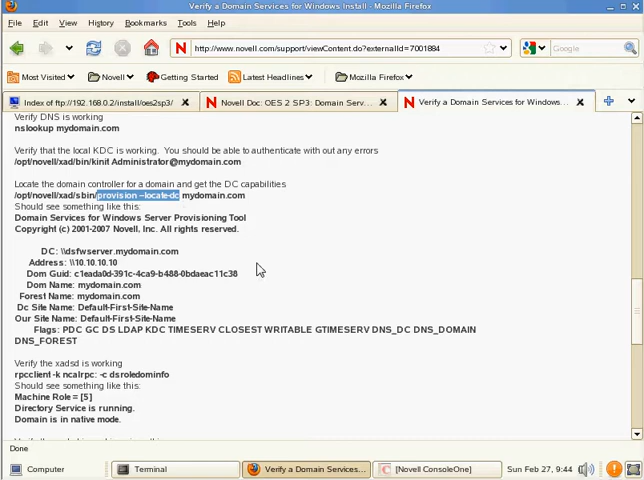 Verify a Domain Services for Windows Install - Mozilla Firefox
File Edit View History Bookmarks Tools Help
http://www.novell.com/support/viewContent.do?externalId=7001884
Google
Most Visited Novell Getting Started Latest Headlines Mozilla Firefox
Index of ftp://192.168.0.2/install/oes2sp3/ Novell Doc: OES 2 SP3: Domain Serv... Verify a Domain Services for Windows...
Verify DNS is working
nslookup mydomain.com
Verify that the local KDC is working. You should be able to authenticate with out any errors
/opt/novell/xad/bin/kinit Administrator@mydomain.com
Locate the domain controller for a domain and get the DC capabilities
/opt/novell/xad/sbin/provision --locate-dc mydomain.com
Should see something like this:
Domain Services for Windows Server Provisioning Tool
Copyright (c) 2001-2007 Novell, Inc. All rights reserved.
DC: \\dsfwserver.mydomain.com
Address: \\10.10.10.10
Dom Guid: c1eada0d-391c-4ca9-b488-0bdaeac11c38
Dom Name: mydomain.com
Forest Name: mydomain.com
Dc Site Name: Default-First-Site-Name
Our Site Name: Default-First-Site-Name
Flags: PDC GC DS LDAP KDC TIMESERV CLOSEST WRITABLE GTIMESERV DNS_DC DNS_DOMAIN
DNS_FOREST
Verify the xadsd is working
rpcclient -k ncalrpc: -c dsroledominfo
Should see something like this:
Machine Role = [5]
Directory Service is running.
Domain is in native mode.
Done
Computer Terminal Verify a Domain Services... [Novell ConsoleOne] Sun Feb 27, 9:44